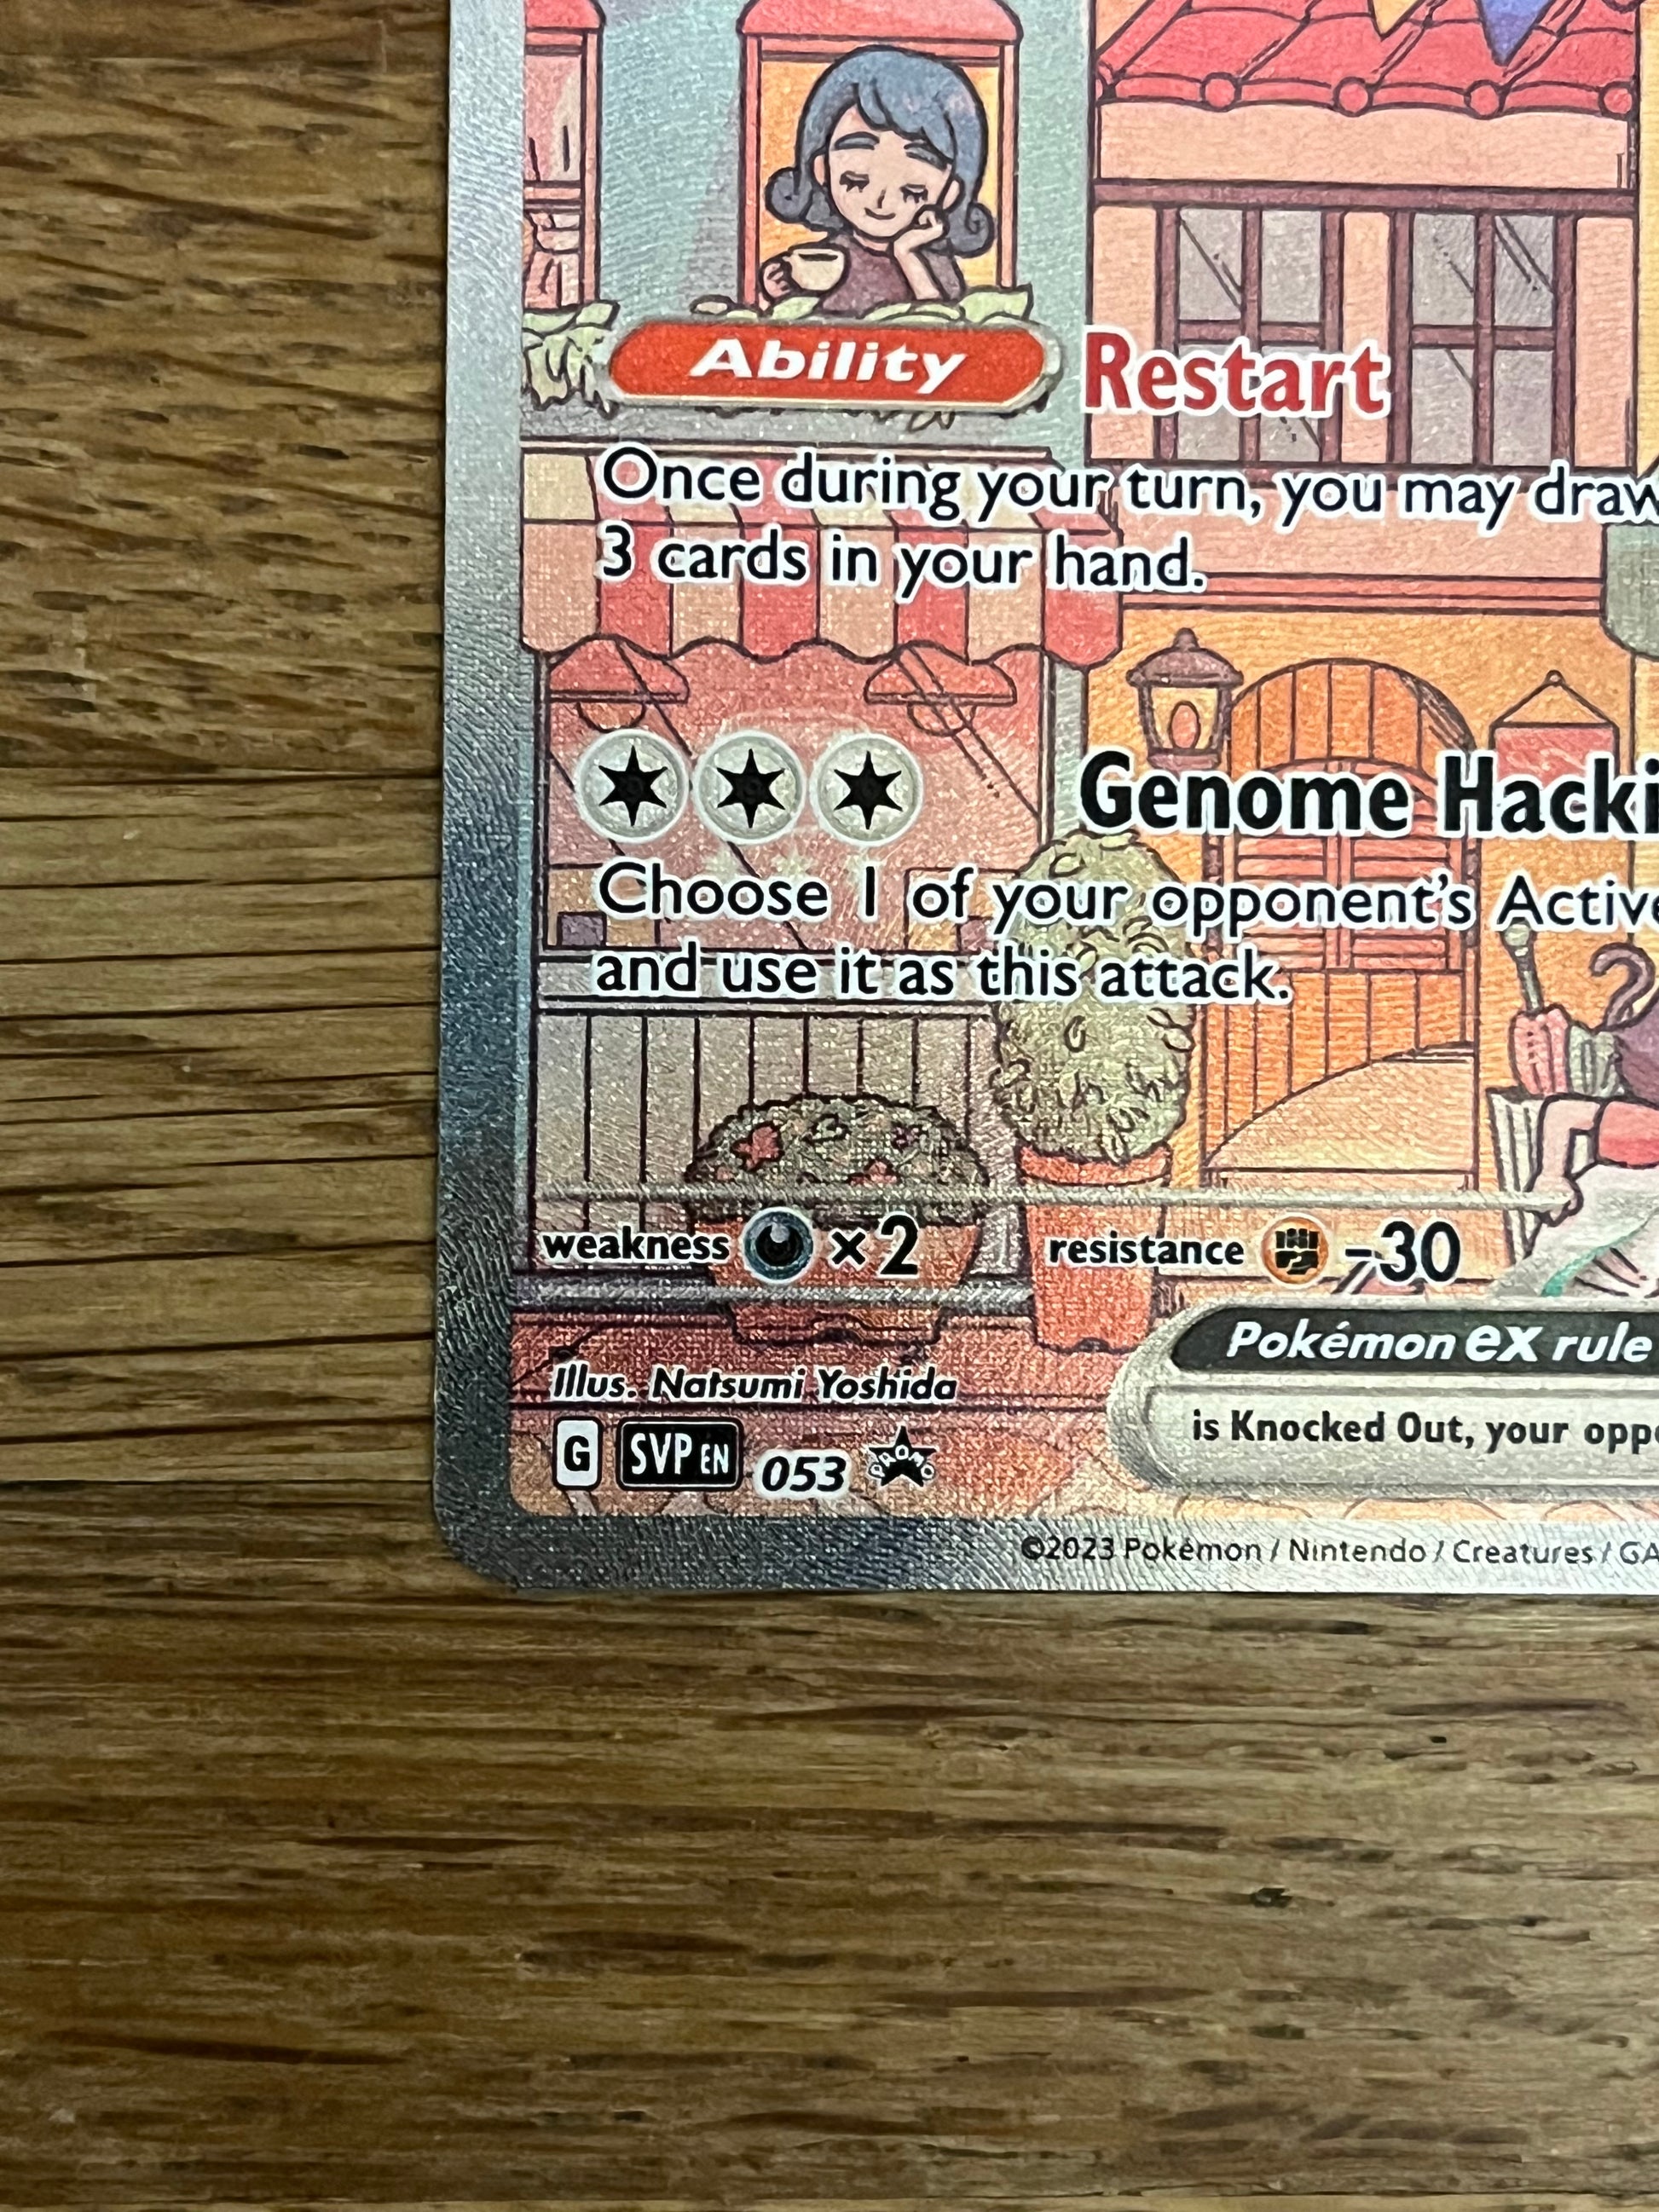 Ability Restart
Once during your turn, you may draw
3 cards in your hand.
Genome Hacki
Choose 1 of your opponent's Active
and use it as this attack.
weakness ×2 resistance -30
Pokémon ex rule
Illus. Natsumi Yoshida
is Knocked Out, your oppo
G SVP EN 053 PROMO
©2023 Pokémon / Nintendo / Creatures / GA